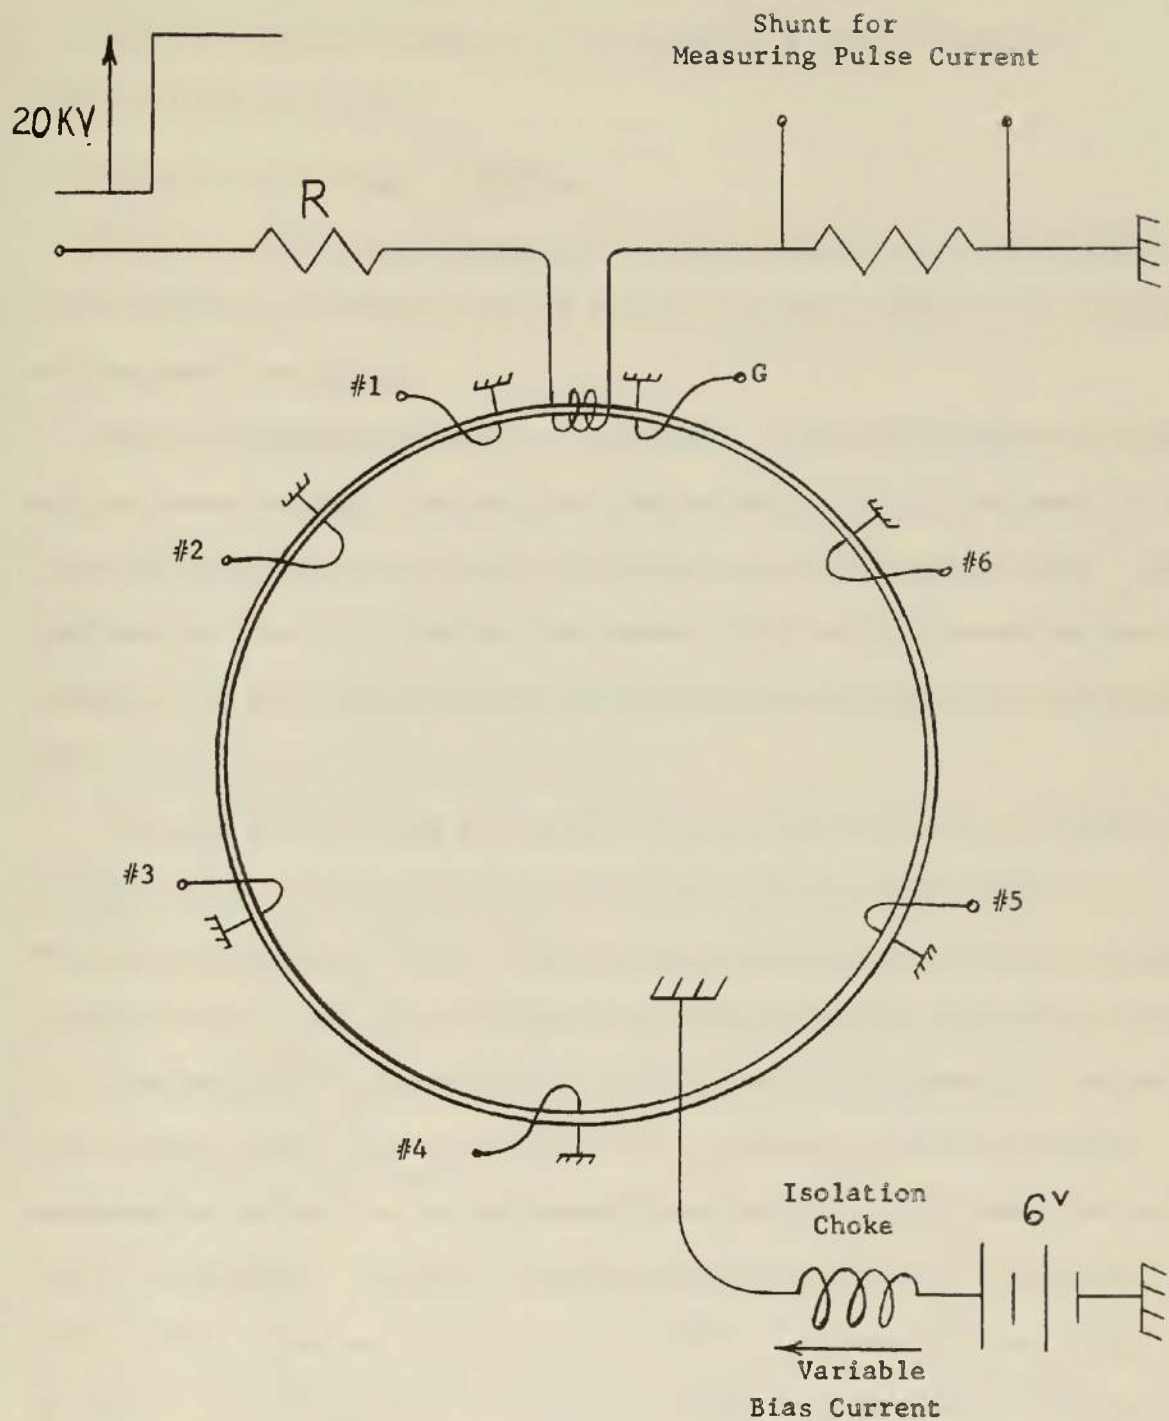 Shunt for
Measuring Pulse Current
20KV
R
#1
G
#2
#6
#3
#5
#4
Isolation
Choke
6V
Variable
Bias Current